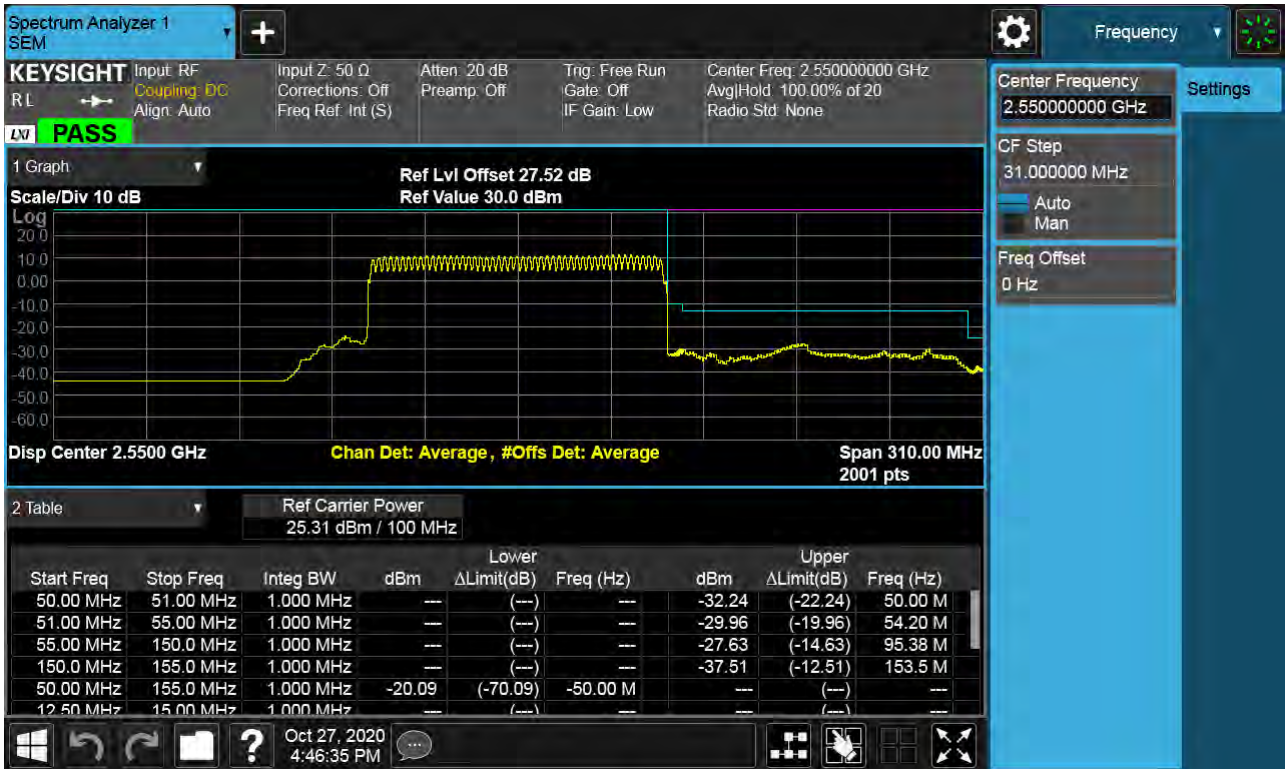 Spectrum Analyzer 1
SEM
+
Frequency
KEYSIGHT
RL
LXI
PASS
Input: RF
Coupling: DC
Align: Auto
Input Z: 50 Ω
Corrections: Off
Freq Ref: Int (S)
Atten: 20 dB
Preamp: Off
Trig: Free Run
Gate: Off
IF Gain: Low
Center Freq: 2.550000000 GHz
Avg|Hold: 100.00% of 20
Radio Std: None
Center Frequency
2.550000000 GHz
Settings
CF Step
31.000000 MHz
Auto
Man
Freq Offset
0 Hz
1 Graph
Scale/Div 10 dB
Ref Lvl Offset 27.52 dB
Ref Value 30.0 dBm
Log
20.0
10.0
0.00
-10.0
-20.0
-30.0
-40.0
-50.0
-60.0
Disp Center 2.5500 GHz
Chan Det: Average, #Offs Det: Average
Span 310.00 MHz
2001 pts
2 Table
Ref Carrier Power
25.31 dBm / 100 MHz
Lower Upper
Start Freq Stop Freq Integ BW dBm ΔLimit(dB) Freq (Hz) dBm ΔLimit(dB) Freq (Hz)
50.00 MHz 51.00 MHz 1.000 MHz --- (---) --- -32.24 (-22.24) 50.00 M
51.00 MHz 55.00 MHz 1.000 MHz --- (---) --- -29.96 (-19.96) 54.20 M
55.00 MHz 150.0 MHz 1.000 MHz --- (---) --- -27.63 (-14.63) 95.38 M
150.0 MHz 155.0 MHz 1.000 MHz --- (---) --- -37.51 (-12.51) 153.5 M
50.00 MHz 155.0 MHz 1.000 MHz -20.09 (-70.09) -50.00 M --- (---) ---
12.50 MHz 15.00 MHz 1.000 MHz --- (---) --- --- (---) ---
?
Oct 27, 2020
4:46:35 PM